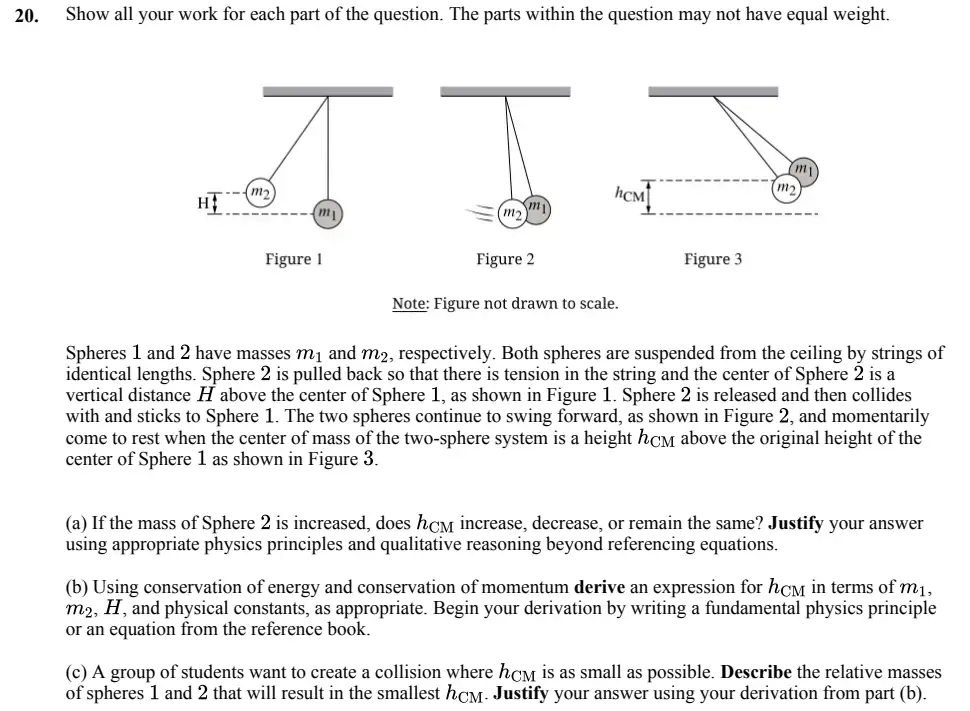 20. Show all your work for each part of the question. The parts within the question may not have equal weight.
m₂
H
m₁
Figure 1
m₂
m₁
Figure 2
hCM
m₁
m₂
Figure 3
Note: Figure not drawn to scale.
Spheres 1 and 2 have masses m₁ and m₂, respectively. Both spheres are suspended from the ceiling by strings of
identical lengths. Sphere 2 is pulled back so that there is tension in the string and the center of Sphere 2 is a
vertical distance H above the center of Sphere 1, as shown in Figure 1. Sphere 2 is released and then collides
with and sticks to Sphere 1. The two spheres continue to swing forward, as shown in Figure 2, and momentarily
come to rest when the center of mass of the two-sphere system is a height hCM above the original height of the
center of Sphere 1 as shown in Figure 3.
(a) If the mass of Sphere 2 is increased, does hCM increase, decrease, or remain the same? Justify your answer
using appropriate physics principles and qualitative reasoning beyond referencing equations.
(b) Using conservation of energy and conservation of momentum derive an expression for hCM in terms of m₁,
m₂, H, and physical constants, as appropriate. Begin your derivation by writing a fundamental physics principle
or an equation from the reference book.
(c) A group of students want to create a collision where hCM is as small as possible. Describe the relative masses
of spheres 1 and 2 that will result in the smallest hCM. Justify your answer using your derivation from part (b).